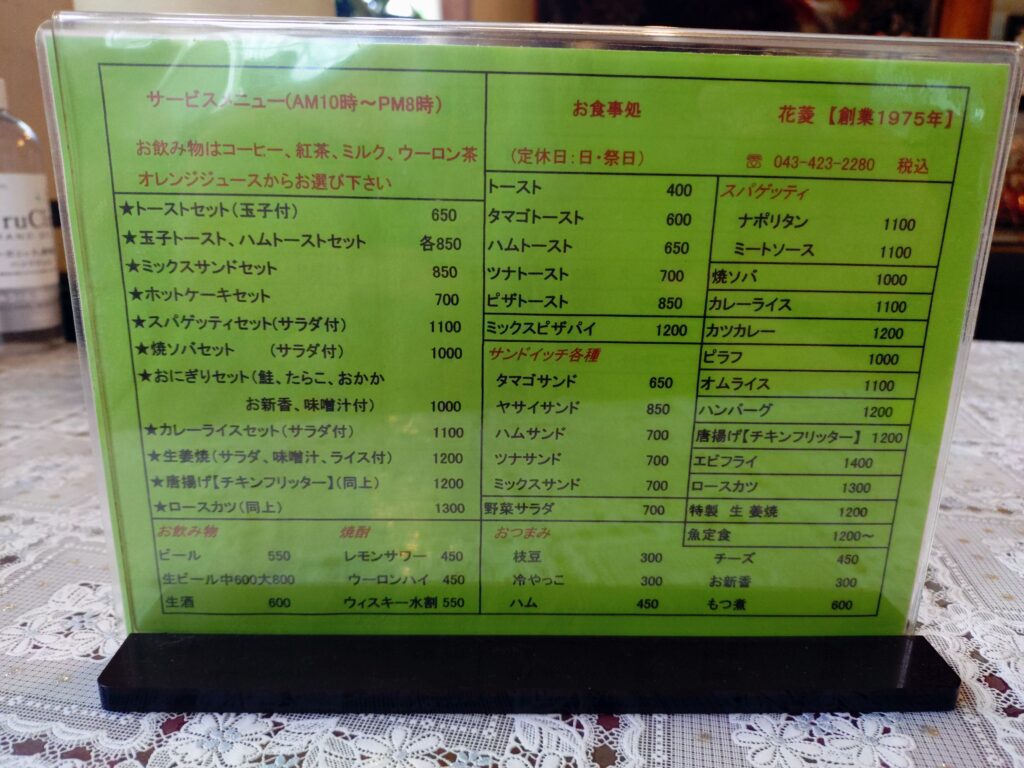 サービスメニュー(AM10時～PM8時)
お飲み物はコーヒー、紅茶、ミルク、ウーロン茶
オレンジジュースからお選び下さい
★トーストセット(玉子付) 650
★玉子トースト、ハムトーストセット 各850
★ミックスサンドセット 850
★ホットケーキセット 700
★スパゲッティセット(サラダ付) 1100
★焼ソバセット (サラダ付) 1000
★おにぎりセット(鮭、たらこ、おかか
お新香、味噌汁付) 1000
★カレーライスセット(サラダ付) 1100
★生姜焼(サラダ、味噌汁、ライス付) 1200
★唐揚げ【チキンフリッター】(同上) 1200
★ロースカツ(同上) 1300
お飲み物 焼酎
ビール 550 レモンサワー 450
生ビール中600大800 ウーロンハイ 450
生酒 600 ウィスキー水割 550
お食事処 花菱 【創業1975年】
(定休日:日・祭日) ☏ 043-423-2280 税込
トースト 400
タマゴトースト 600
ハムトースト 650
ツナトースト 700
ピザトースト 850
ミックスピザパイ 1200
サンドイッチ各種
タマゴサンド 650
ヤサイサンド 850
ハムサンド 700
ツナサンド 700
ミックスサンド 700
野菜サラダ 700
スパゲッティ
ナポリタン 1100
ミートソース 1100
焼ソバ 1000
カレーライス 1100
カツカレー 1200
ピラフ 1000
オムライス 1100
ハンバーグ 1200
唐揚げ【チキンフリッター】 1200
エビフライ 1400
ロースカツ 1300
特製 生姜焼 1200
魚定食 1200～
おつまみ
枝豆 300 チーズ 450
冷やっこ 300 お新香 300
ハム 450 もつ煮 600